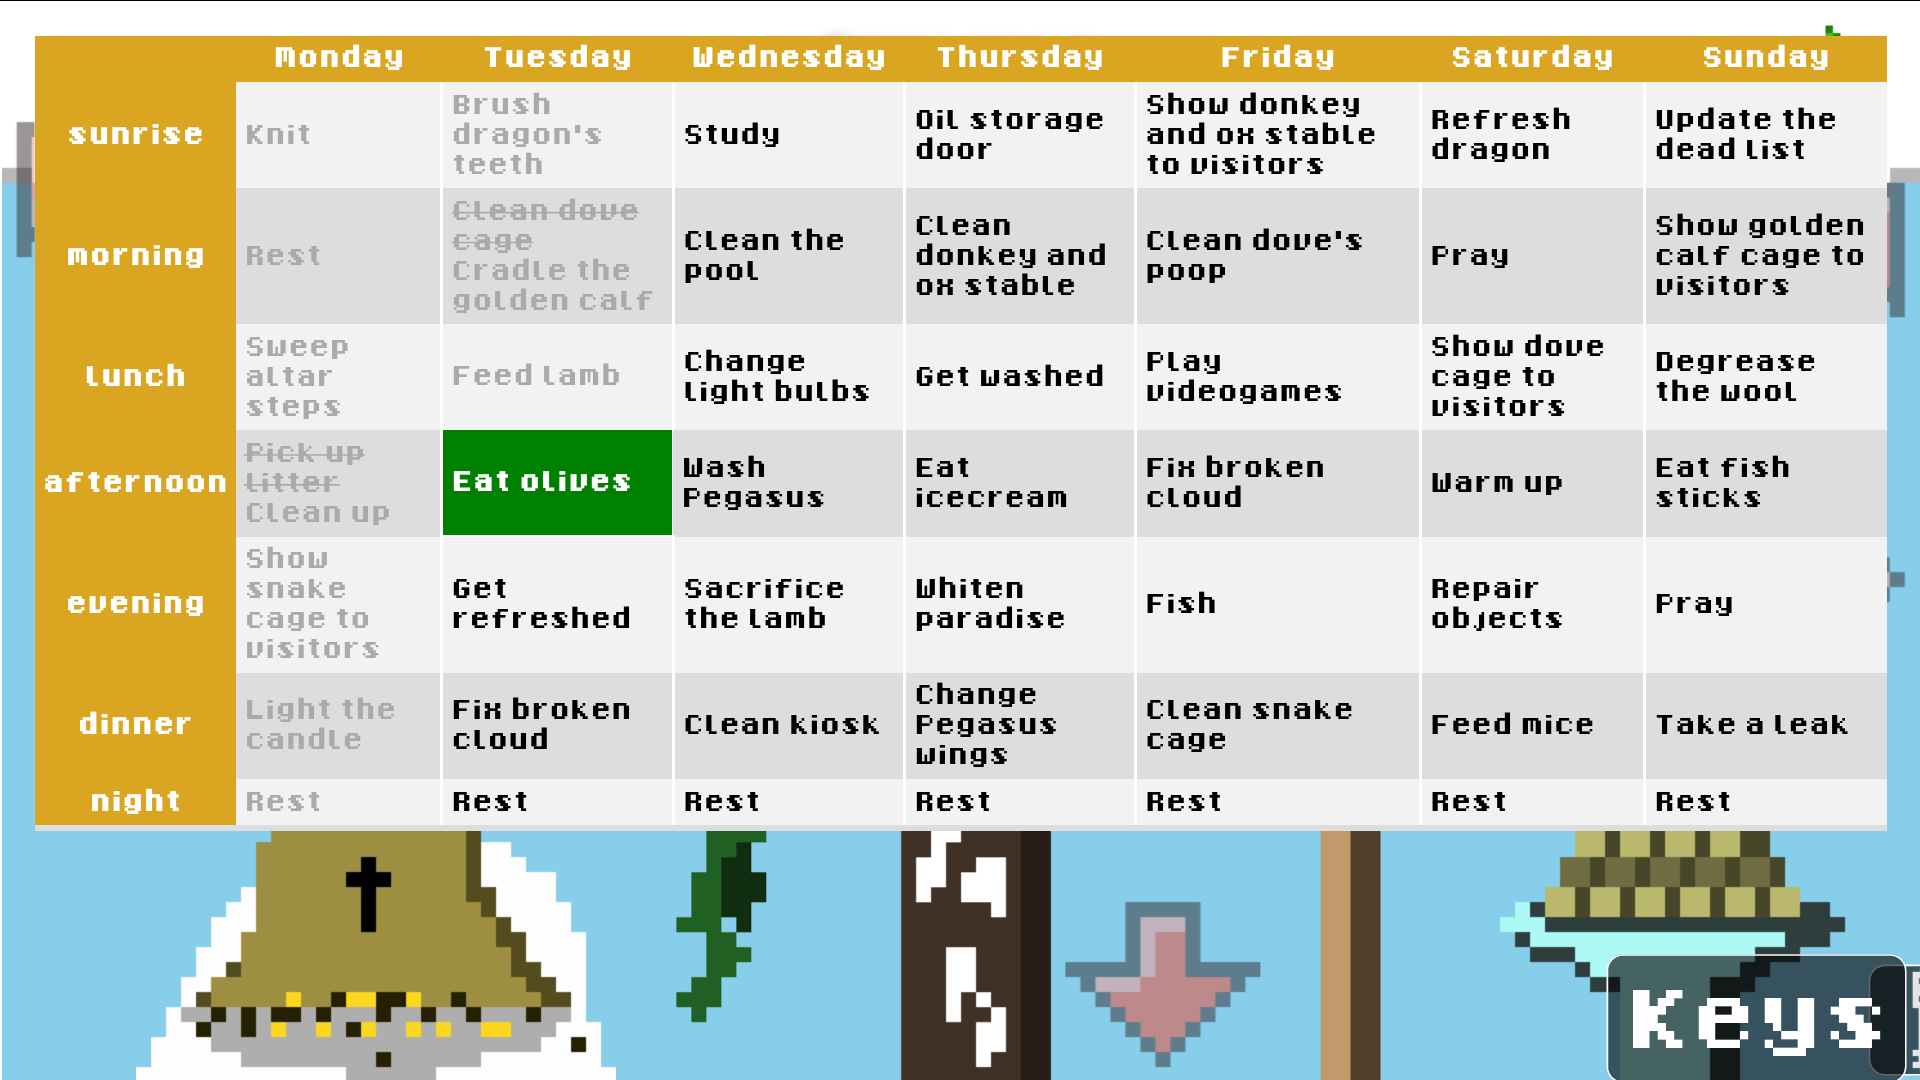 Monday Tuesday Wednesday Thursday Friday Saturday Sunday
sunrise
Knit
Brush
dragon's
teeth
Study
Oil storage
door
Show donkey
and ox stable
to visitors
Refresh
dragon
Update the
dead list
morning
Rest
Clean dove
cage
Cradle the
golden calf
Clean the
pool
Clean
donkey and
ox stable
Clean dove's
poop
Pray
Show golden
calf cage to
visitors
lunch
Sweep
altar
steps
Feed lamb
Change
light bulbs
Get washed
Play
videogames
Show dove
cage to
visitors
Degrease
the wool
afternoon
Pick up
litter
Clean up
Eat olives
Wash
Pegasus
Eat
icecream
Fix broken
cloud
Warm up
Eat fish
sticks
evening
Show
snake
cage to
visitors
Get
refreshed
Sacrifice
the lamb
Whiten
paradise
Fish
Repair
objects
Pray
dinner
Light the
candle
Fix broken
cloud
Clean kiosk
Change
Pegasus
wings
Clean snake
cage
Feed mice
Take a leak
night
Rest
Rest
Rest
Rest
Rest
Rest
Rest
Keys